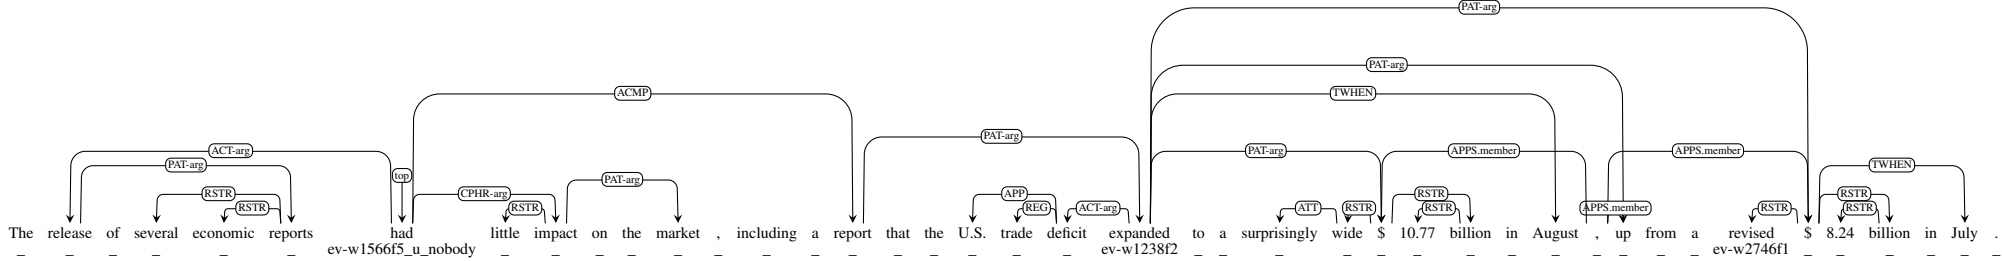 PAT-arg
PAT-arg
ACMP TWHEN
PAT-arg
ACT-arg PAT-arg APPS.member APPS.member
PAT-arg TWHEN
top PAT-arg
RSTR CPHR-arg APP RSTR RSTR
RSTR RSTR REG ACT-arg ATT RSTR RSTR APPS.member RSTR RSTR
The release of several economic reports had little impact on the market , including a report that the U.S. trade deficit expanded to a surprisingly wide $ 10.77 billion in August , up from a revised $ 8.24 billion in July .
_ _ _ _ _ _ ev-w1566f5_u_nobody _ _ _ _ _ _ _ _ _ _ _ _ _ _ ev-w1238f2 _ _ _ _ _ _ _ _ _ _ _ _ _ ev-w2746f1 _ _ _ _ _ _